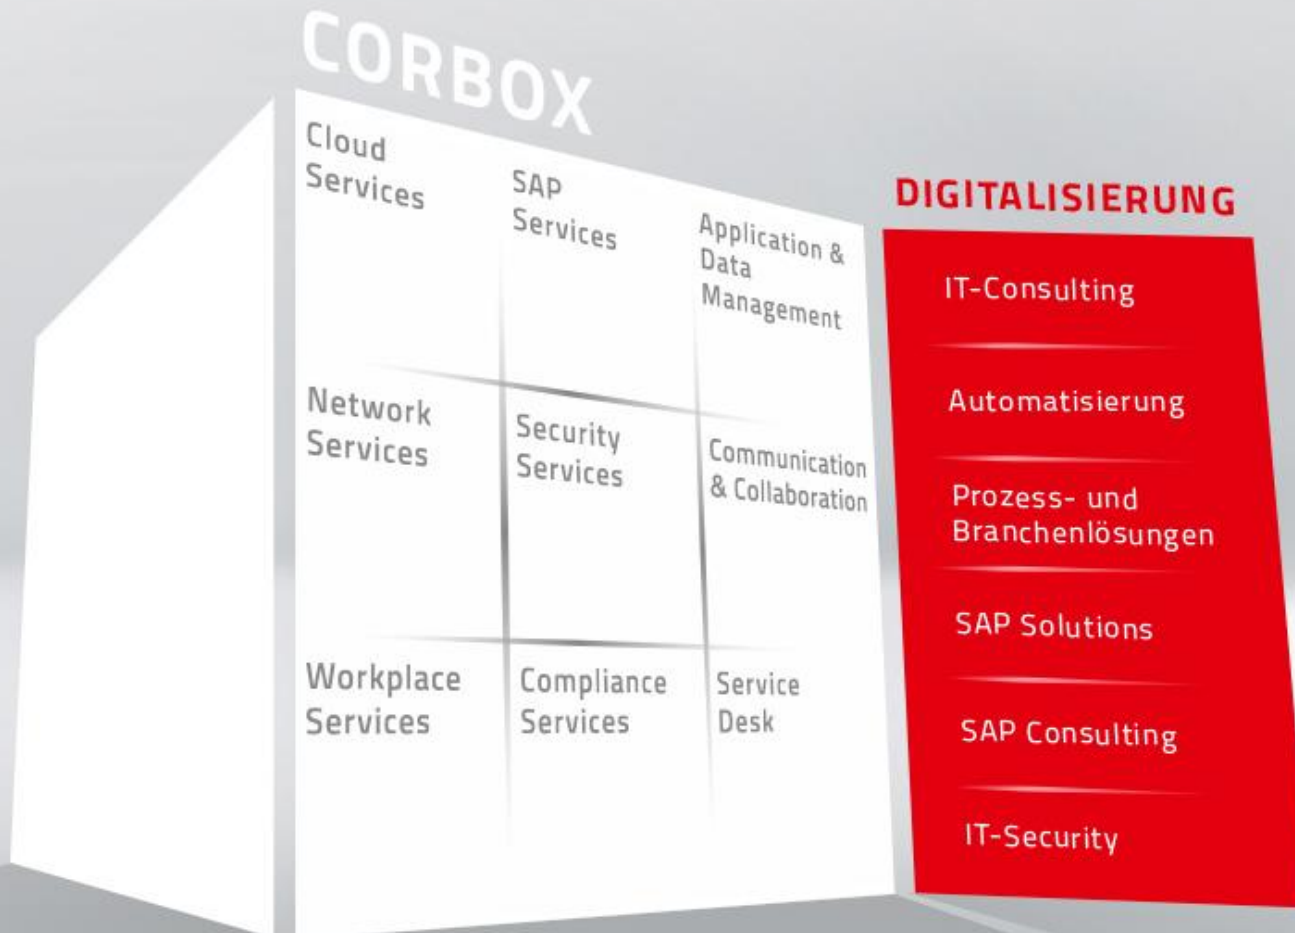 CORBOX
Cloud
Services
SAP
Services
Application &
Data
Management
Network
Services
Security
Services
Communication
& Collaboration
Workplace
Services
Compliance
Services
Service
Desk
DIGITALISIERUNG
IT-Consulting
Automatisierung
Prozess- und
Branchenlösungen
SAP Solutions
SAP Consulting
IT-Security